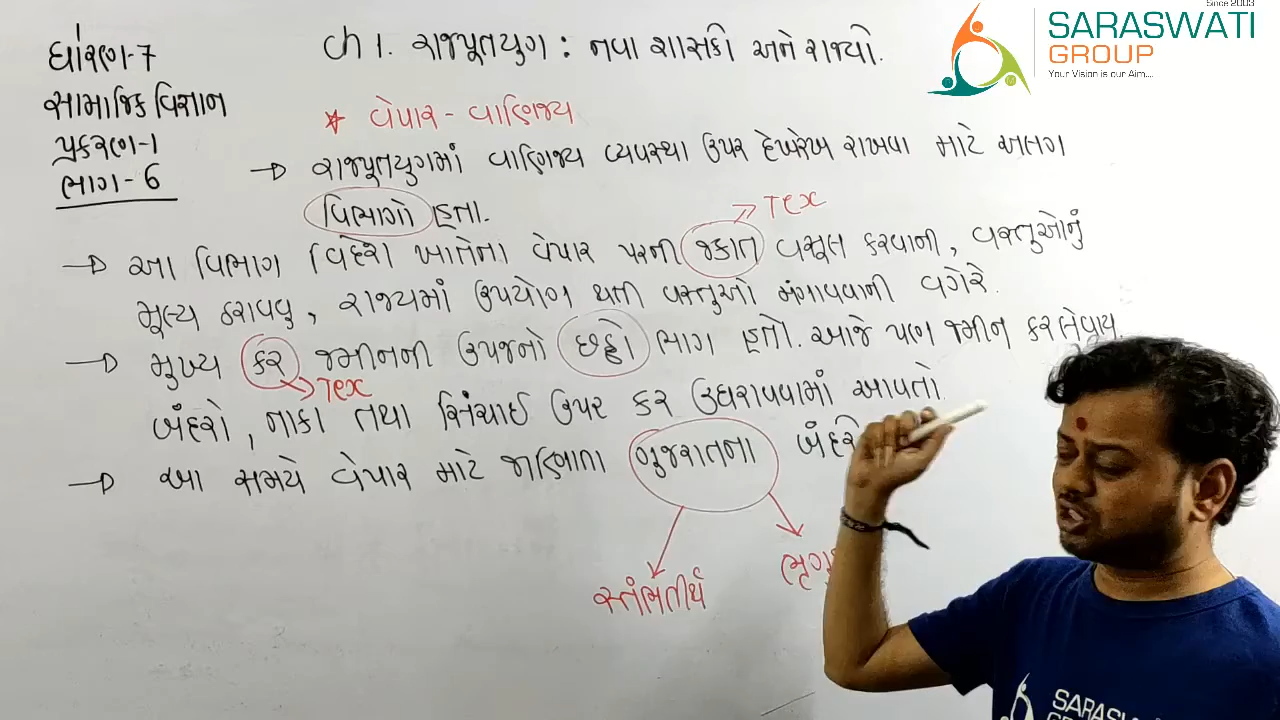 ધોરણ-7
સામાજિક વિજ્ઞાન
પ્રકરણ-1
ભાગ-6
Ch 1. રાજપૂતયુગ : નવા શાસકો અને રાજ્યો.
* વેપાર - વાણિજ્ય
→ રાજપૂતયુગમાં વાણિજ્ય વ્યવસ્થા ઉપર દેખરેખ રાખવા માટે અલગ
વિભાગો હતા.
Tex
→ આ વિભાગ વિદેશ ખાતેના વેપાર પરની જકાત વસૂલ કરવાની, વસ્તુઓનું
મૂલ્ય ઠરાવવુ, રાજ્યમાં ઉપયોગ થતી વસ્તુઓ મંગાવવાની વગેરે.
→ મુખ્ય કર જમીનની ઉપજનો છઠ્ઠો ભાગ હતો. આજે પણ જમીન કર લેવાય
Tex
બંદરો, નાકા તથા સિંચાઈ ઉપર કર ઉઘરાવવામાં આવતો.
→ આ સમયે વેપાર માટે જાણીતા ગુજરાતના
સ્તંભતીર્થ
SARASWATI
GROUP
Your Vision is our Aim....
Since 2003